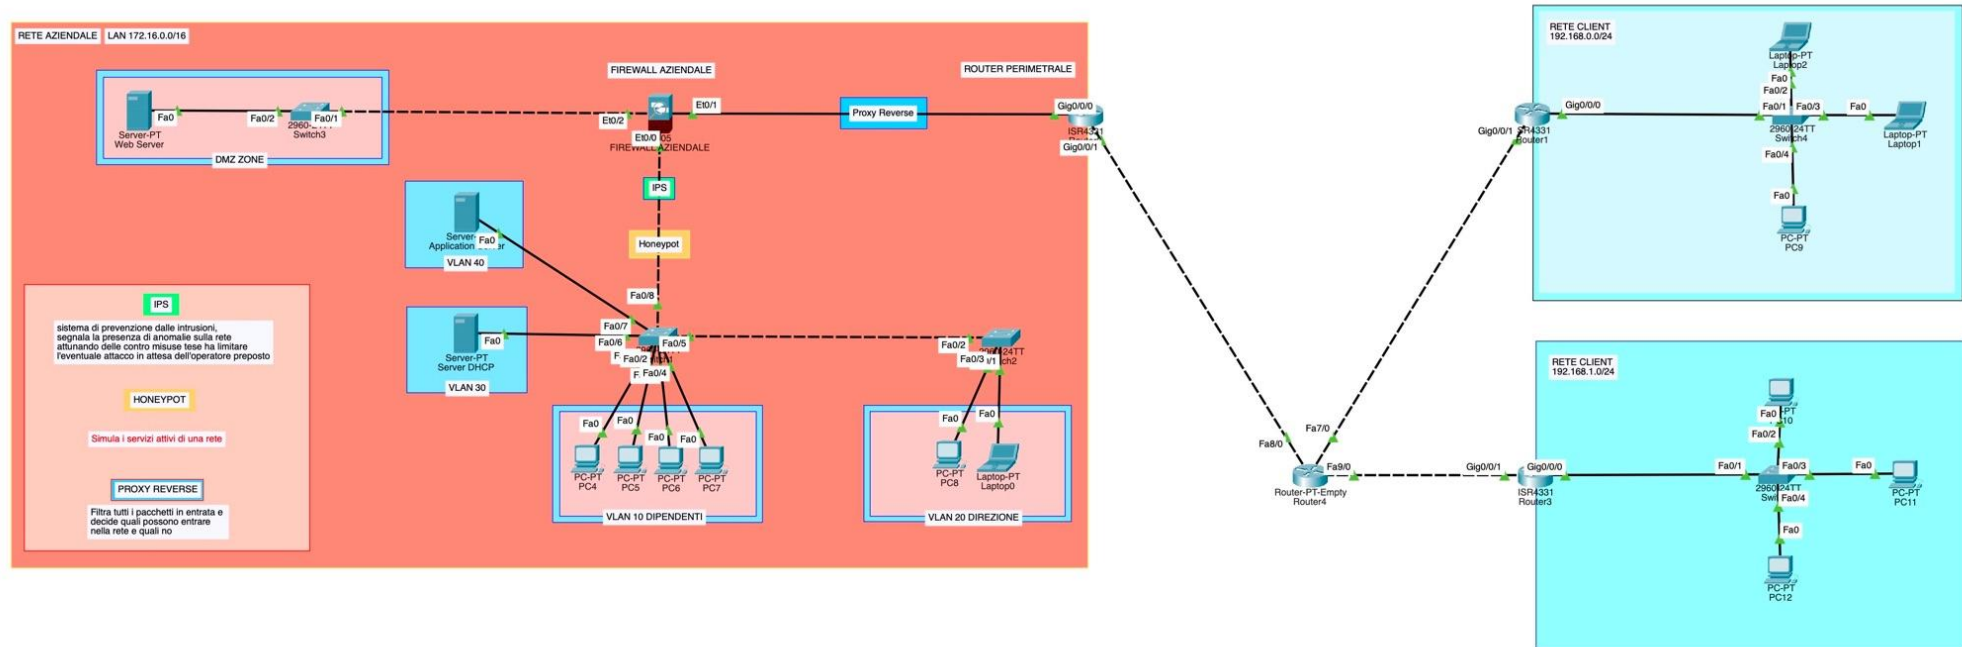 RETE AZIENDALE
LAN 172.16.0.0/16
FIREWALL AZIENDALE
ROUTER PERIMETRALE
Fa0
Server-PT
Web Server
Fa0/2
Fa0/1
Switch3
DMZ ZONE
Et0/2
Et0/1
Et0/0
FIREWALL AZIENDALE
Proxy Reverse
Gig0/0/0
Gig0/0/1
IPS
Honeypot
Fa0
VLAN 40
Fa0
Server-PT
Server DHCP
VLAN 30
Fa0/8
Fa0/7
Fa0/6
Fa0/5
Fa0/2
Fa0/4
Fa0/2
Fa0/3
Fa0
Fa0
Fa0
Fa0
PC-PT
PC4
PC-PT
PC5
PC-PT
PC6
PC-PT
PC7
VLAN 10 DIPENDENTI
Fa0
Fa0
PC-PT
PC8
Laptop-PT
Laptop0
VLAN 20 DIREZIONE
IPS
sistema di prevenzione dalle intrusioni,
segnala la presenza di anomalie sulla rete
attunando delle contro misuse tese ha limitare
l'eventuale attacco in attesa dell'operatore preposto
HONEYPOT
Simula i servizi attivi di una rete
PROXY REVERSE
Filtra tutti i pacchetti in entrata e
decide quali possono entrare
nella rete e quali no
Fa8/0
Fa7/0
Fa9/0
Router-PT-Empty
Router4
RETE CLIENT
192.168.0.0/24
Laptop-PT
Laptop2
Fa0
Fa0/2
Gig0/0/0
Gig0/0/1
Router1
Fa0/1
Fa0/3
Fa0
Switch4
Laptop-PT
Laptop1
Fa0/4
Fa0
PC-PT
PC9
RETE CLIENT
192.168.1.0/24
Fa0
Fa0/2
Gig0/0/1
Gig0/0/0
ISR4331
Router3
Fa0/1
Fa0/3
Fa0
Fa0/4
PC-PT
PC11
Fa0
PC-PT
PC12